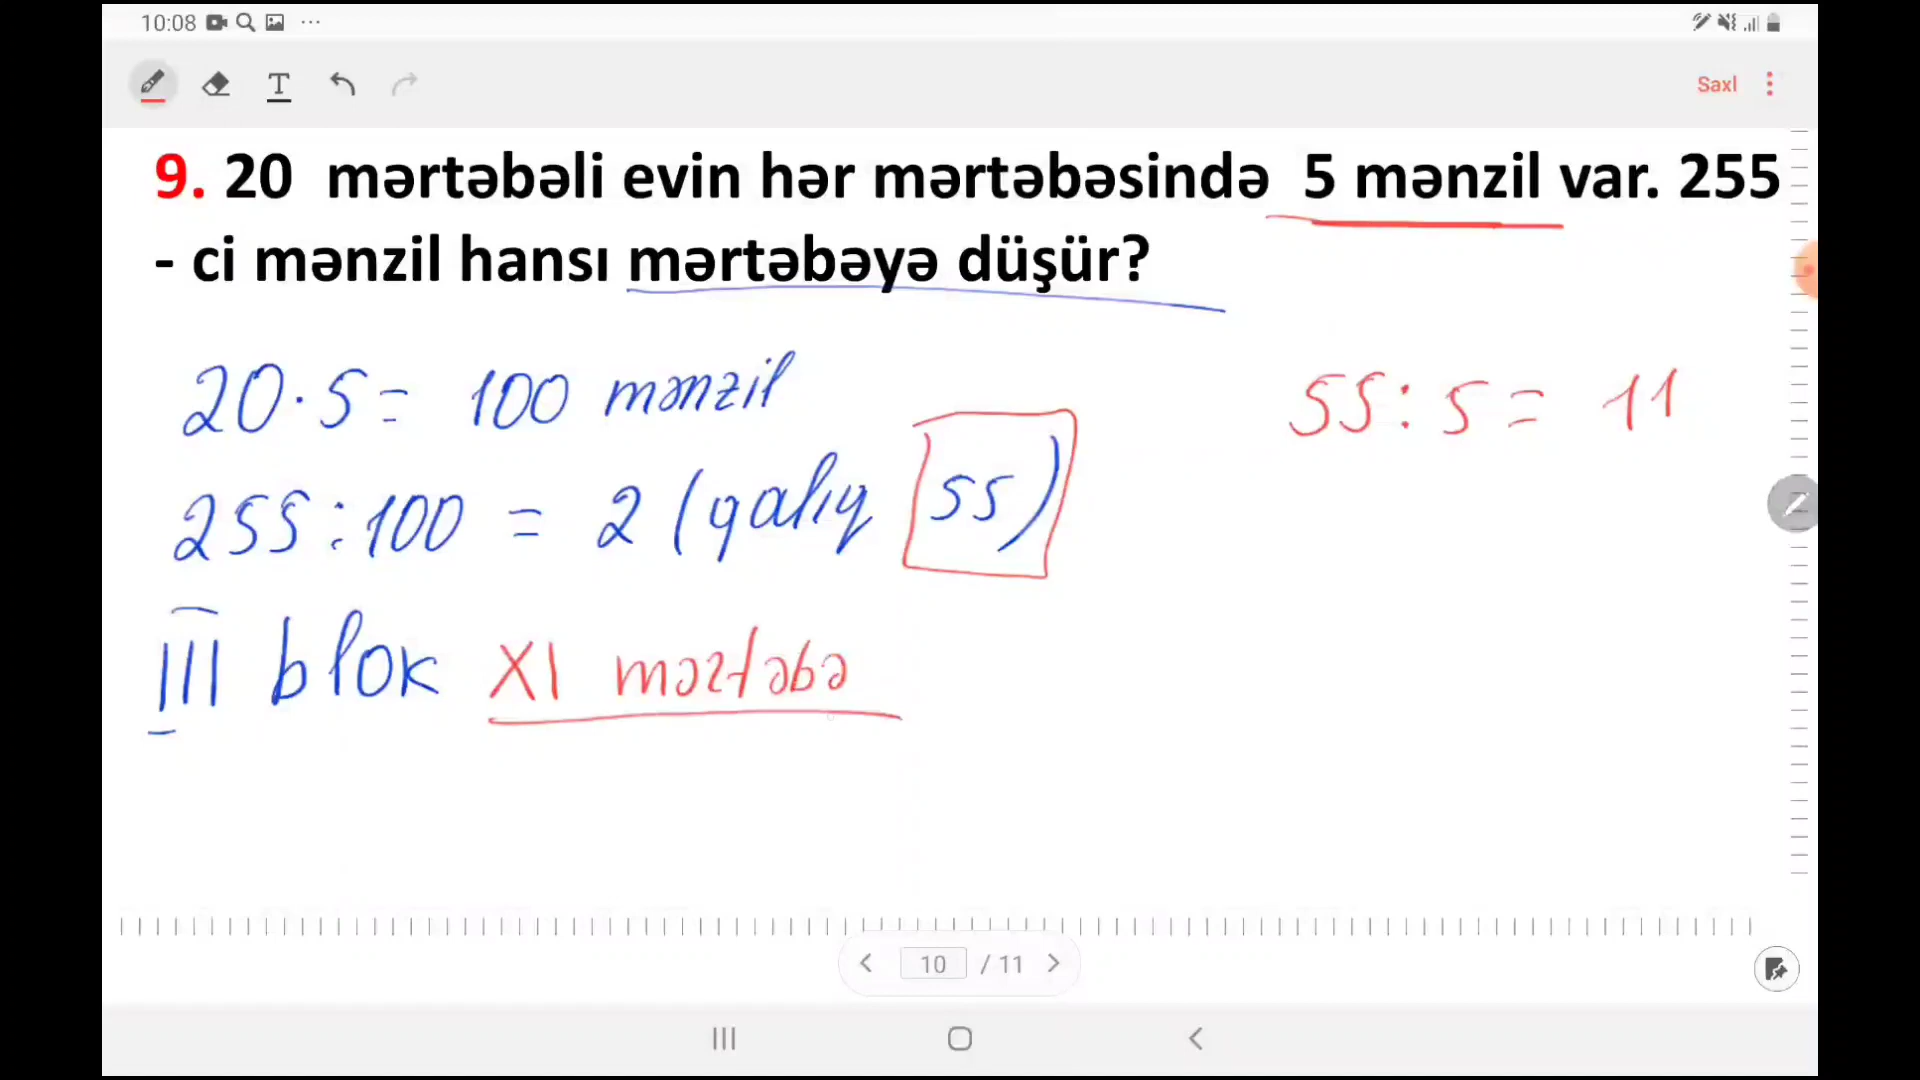 10:08
Saxl
9. 20 mərtəbəli evin hər mərtəbəsində 5 mənzil var. 255
- ci mənzil hansı mərtəbəyə düşür?
20·5= 100 mənzil
55:5= 11
255:100 = 2 (qalıq 55)
III blok XI mərtəbə
10 / 11